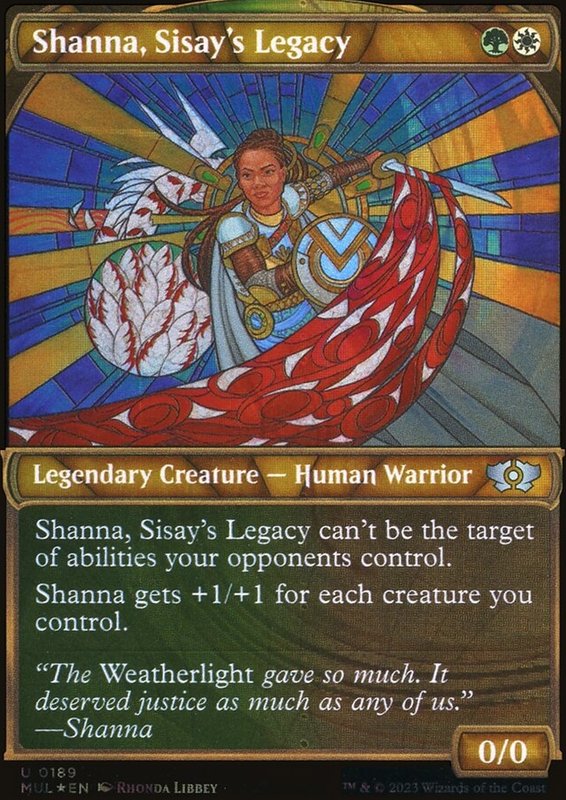 Shanna, Sisay's Legacy
Legendary Creature — Human Warrior
Shanna, Sisay's Legacy can't be the target
of abilities your opponents control.
Shanna gets +1/+1 for each creature you
control.
"The Weatherlight gave so much. It
deserved justice as much as any of us."
—Shanna
0/0
U 0189
MUL★EN Rhonda Libbey
™ & © 2023 Wizards of the Coast